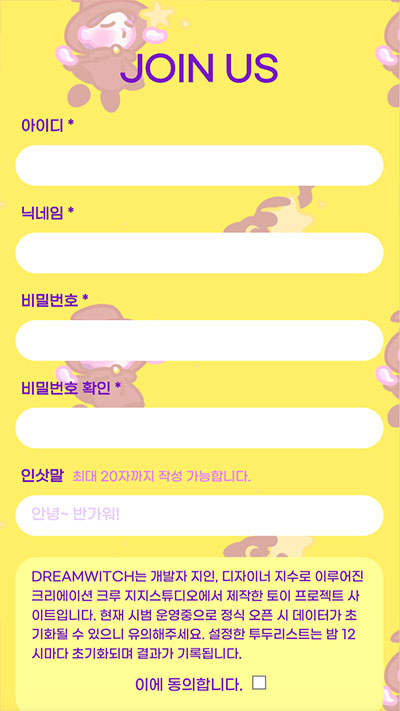 JOIN US
아이디 *
닉네임 *
비밀번호 *
비밀번호 확인 *
인삿말 최대 20자까지 작성 가능합니다.
안녕~ 반가워!
DREAMWITCH는 개발자 지인, 디자이너 지수로 이루어진
크리에이션 크루 지지스튜디오에서 제작한 토이 프로젝트 사
이트입니다. 현재 시범 운영중으로 정식 오픈 시 데이터가 초
기화될 수 있으니 유의해주세요. 설정한 투두리스트는 밤 12
시마다 초기화되며 결과가 기록됩니다.
이에 동의합니다.